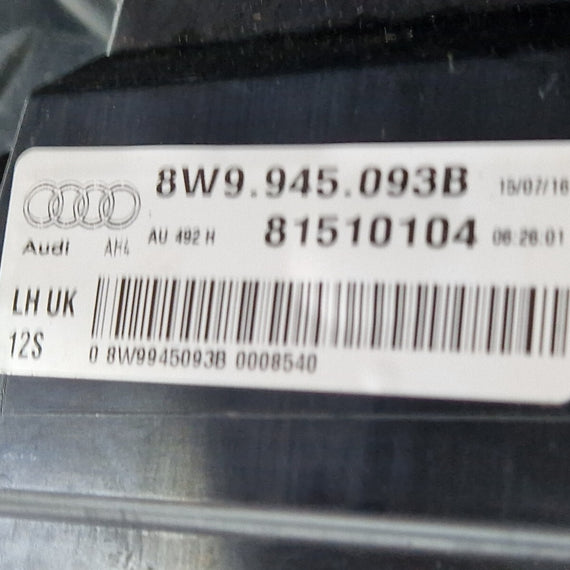 8W9.945.093B 15/07/16
Audi AH4 AU 492 H 81510104 06:26:01
LH UK
12S
0 8W9945093B 0008540